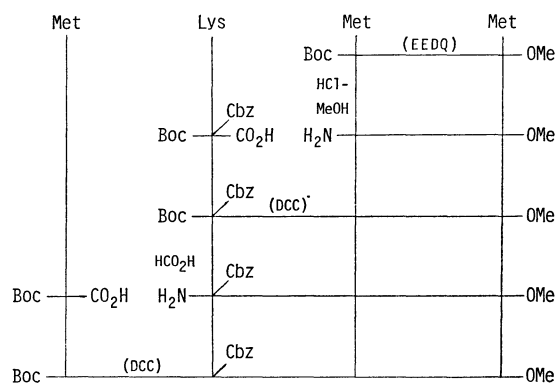 Met Lys Met Met
Boc (EEDQ) OMe
HCl-
MeOH
Cbz
Boc CO2H H2N OMe
Cbz
Boc (DCC) OMe
HCO2H
Cbz
Boc CO2H H2N OMe
Cbz
Boc (DCC) OMe